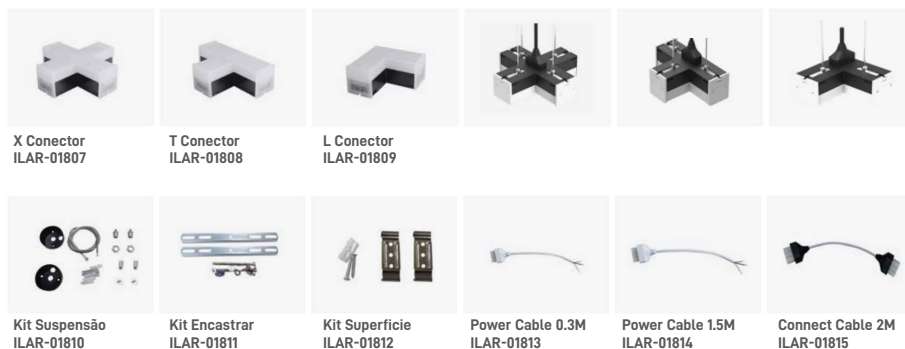 X Conector
ILAR-01807
T Conector
ILAR-01808
L Conector
ILAR-01809
Kit Suspensão
ILAR-01810
Kit Encastrar
ILAR-01811
Kit Superficie
ILAR-01812
Power Cable 0.3M
ILAR-01813
Power Cable 1.5M
ILAR-01814
Connect Cable 2M
ILAR-01815